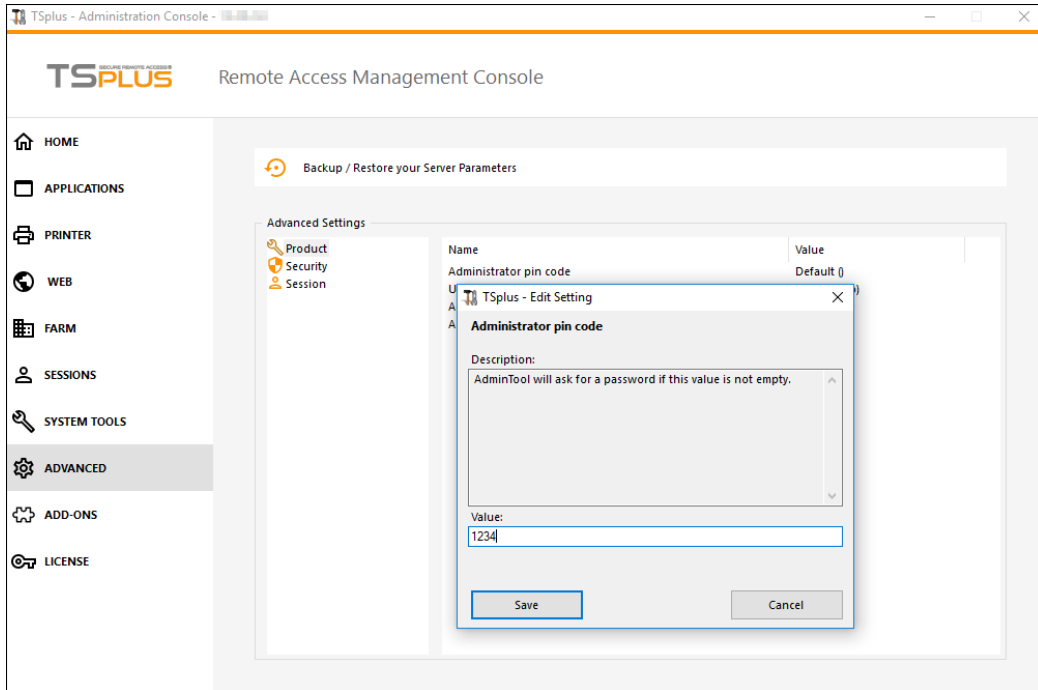 TSplus - Administration Console -
SECURE REMOTE ACCESS®
TSPLUS
Remote Access Management Console
HOME
APPLICATIONS
PRINTER
WEB
FARM
SESSIONS
SYSTEM TOOLS
ADVANCED
ADD-ONS
LICENSE
Backup / Restore your Server Parameters
Advanced Settings
Product
Security
Session
Name Value
Administrator pin code Default ()
TSplus - Edit Setting
Administrator pin code
Description:
AdminTool will ask for a password if this value is not empty.
Value:
1234
Save Cancel